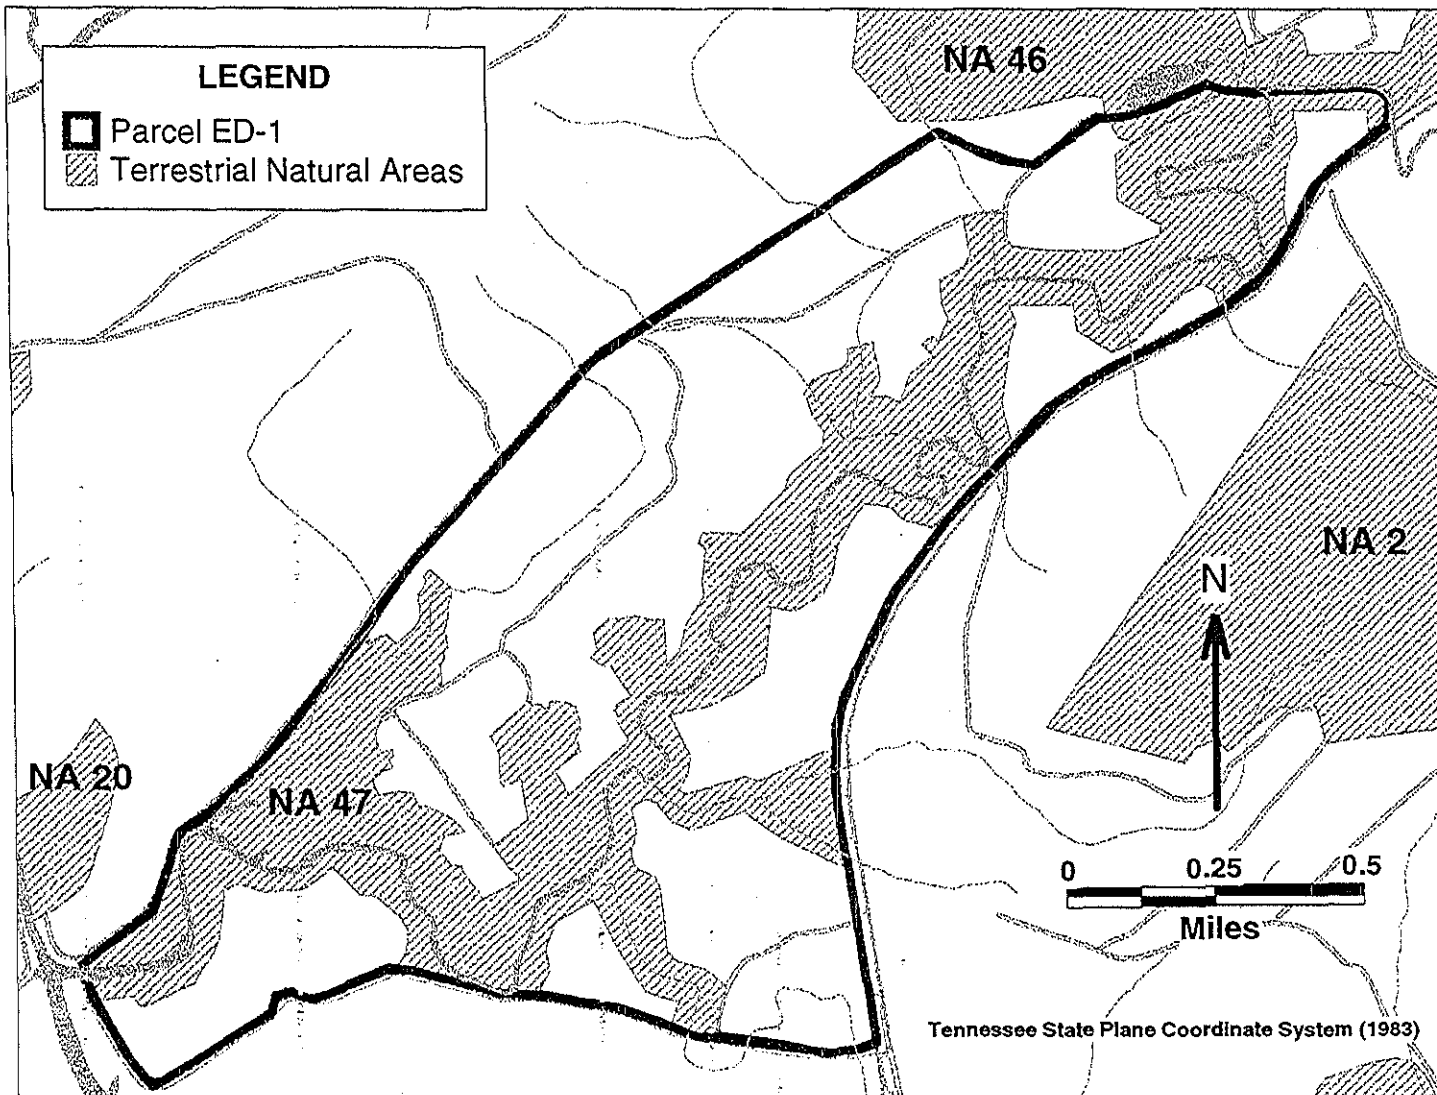 LEGEND
Parcel ED-1
Terrestrial Natural Areas
NA 46
NA 2
N
NA 20
NA 47
0 0.25 0.5
Miles
Tennessee State Plane Coordinate System (1983)